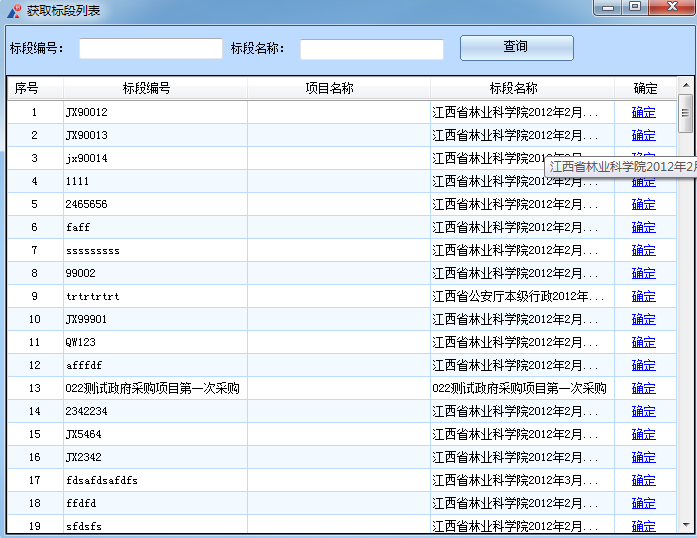 获取标段列表
标段编号： 标段名称： 查询
序号 标段编号 项目名称 标段名称 确定
1 JX90012 江西省林业科学院2012年2月... 确定
2 JX90013 江西省林业科学院2012年2月... 确定
3 jx90014 江西省林业科学院2012年2月... 确定
江西省林业科学院2012年2月
4 1111 江西省林业科学院2012年2月... 确定
5 2465656 江西省林业科学院2012年2月... 确定
6 faff 江西省林业科学院2012年2月... 确定
7 sssssssss 江西省林业科学院2012年2月... 确定
8 99002 江西省林业科学院2012年2月... 确定
9 trtrtrtrt 江西省公安厅本级行政2012年... 确定
10 JX99901 江西省林业科学院2012年2月... 确定
11 QW123 江西省林业科学院2012年2月... 确定
12 afffdf 江西省林业科学院2012年2月... 确定
13 022测试政府采购项目第一次采购 022测试政府采购项目第一次采购 确定
14 2342234 江西省林业科学院2012年2月... 确定
15 JX5464 江西省林业科学院2012年2月... 确定
16 JX2342 江西省林业科学院2012年2月... 确定
17 fdsafdsafdfs 江西省林业科学院2012年3月... 确定
18 ffdfd 江西省林业科学院2012年2月... 确定
19 sfdsfs 江西省林业科学院2012年2月... 确定